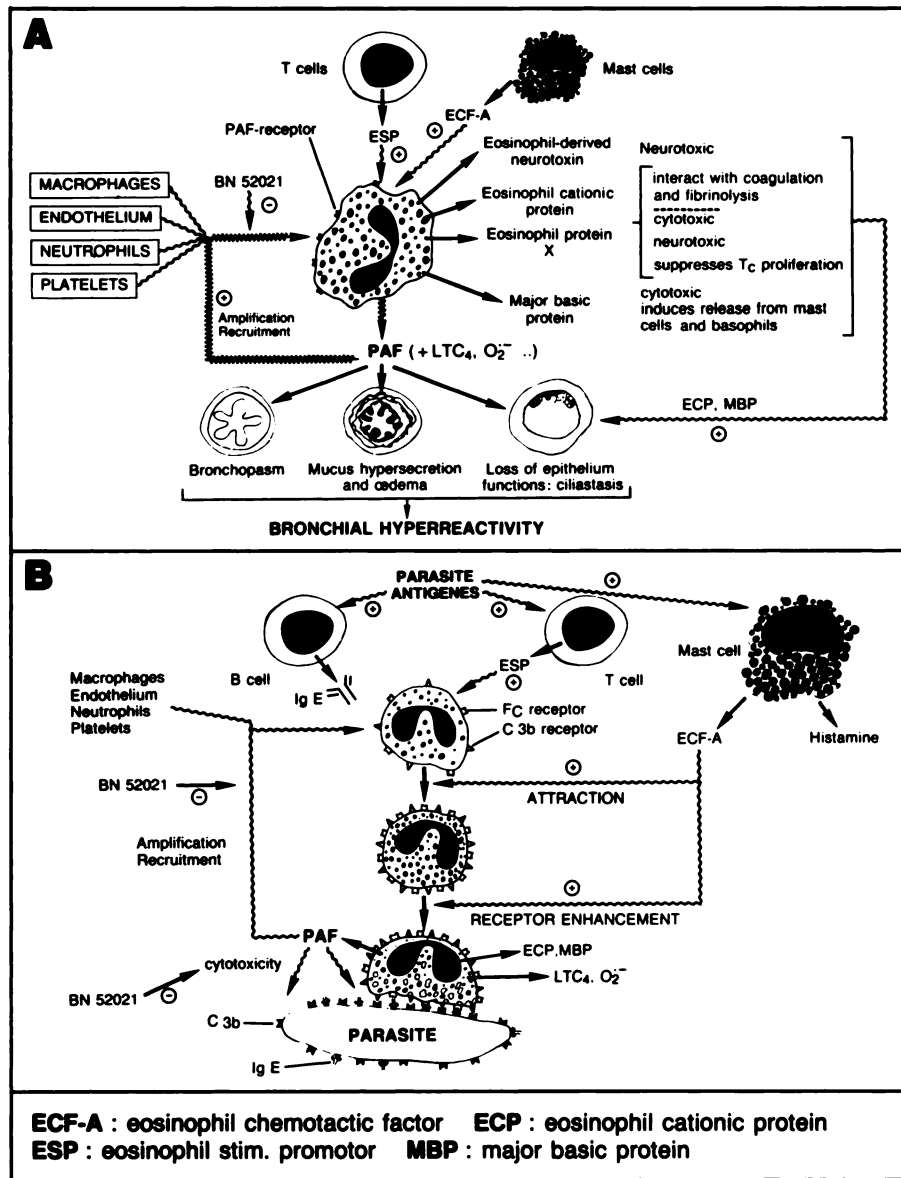 A
T cells
Mast cells
ECF-A
PAF-receptor
ESP
Eosinophil-derived
neurotoxin
Neurotoxic
MACROPHAGES
BN 52021
interact with coagulation
and fibrinolysis
ENDOTHELIUM
Eosinophil cationic
protein
cytotoxic
NEUTROPHILS
Eosinophil protein
X
neurotoxic
suppresses Tc proliferation
PLATELETS
Amplification
Recruitment
Major basic
protein
cytotoxic
induces release from mast
cells and basophils
PAF (+ LTC4, O2·− ..)
ECP, MBP
Bronchopasm
Mucus hypersecretion
and œdema
Loss of epithelium
functions: ciliastasis
BRONCHIAL HYPERREACTIVITY
B
PARASITE
ANTIGENES
B cell
Ig E
ESP
T cell
Mast cell
Macrophages
Endothelium
Neutrophils
Platelets
Fc receptor
C 3b receptor
ECF-A
Histamine
BN 52021
ATTRACTION
Amplification
Recruitment
RECEPTOR ENHANCEMENT
PAF
ECP,MBP
LTC4, O2·−
cytotoxicity
BN 52021
C 3b
PARASITE
Ig E
ECF-A : eosinophil chemotactic factor ECP : eosinophil cationic protein
ESP : eosinophil stim. promotor MBP : major basic protein